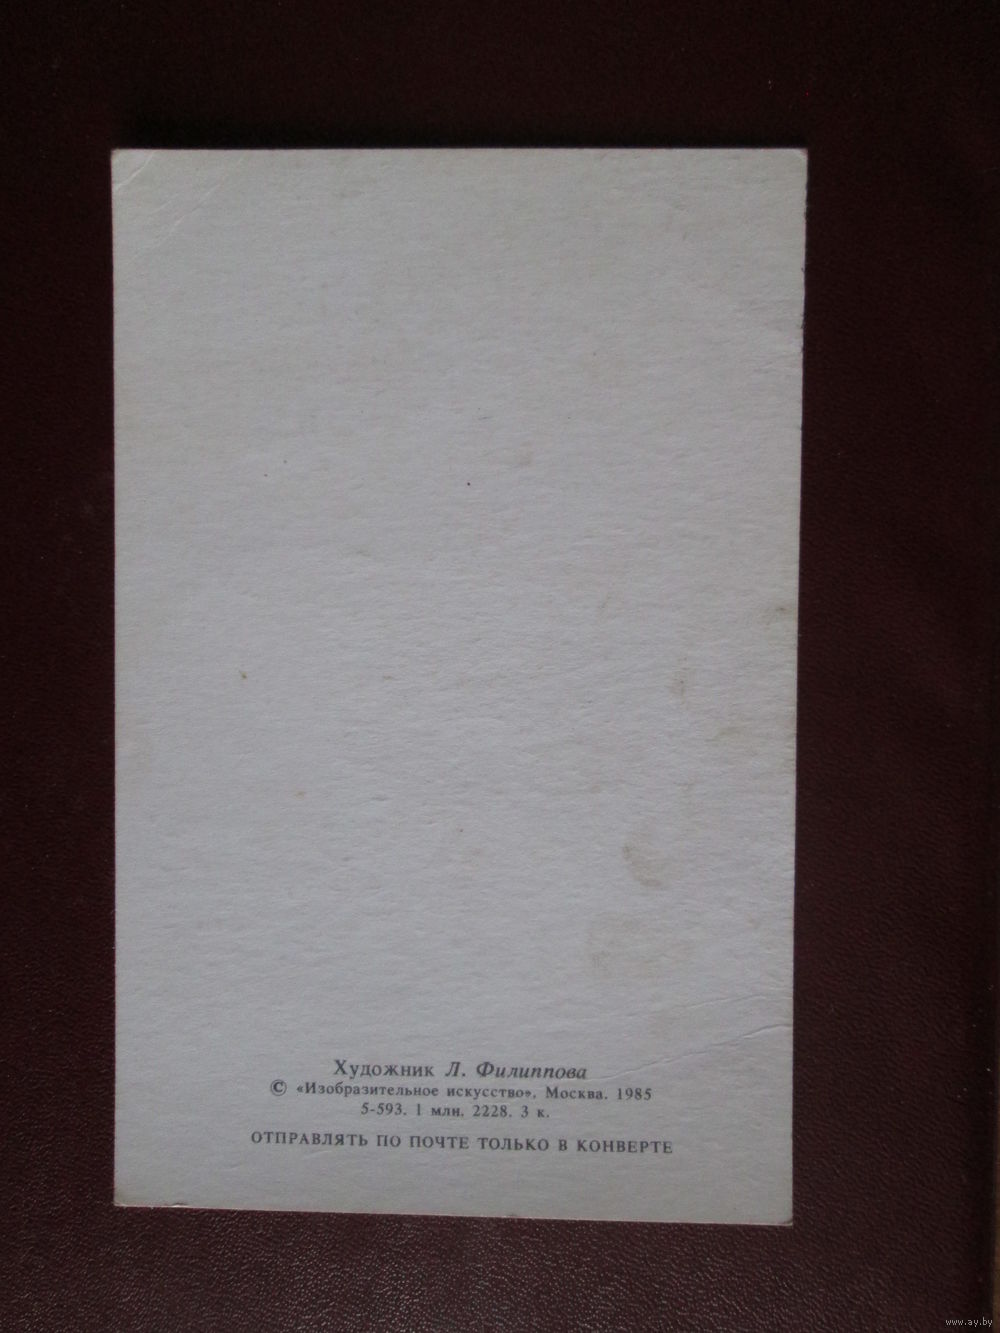 Художник Л. Филиппова
© «Изобразительное искусство», Москва. 1985
5-593. 1 млн. 2228. 3 к.
ОТПРАВЛЯТЬ ПО ПОЧТЕ ТОЛЬКО В КОНВЕРТЕ
www.ay.by